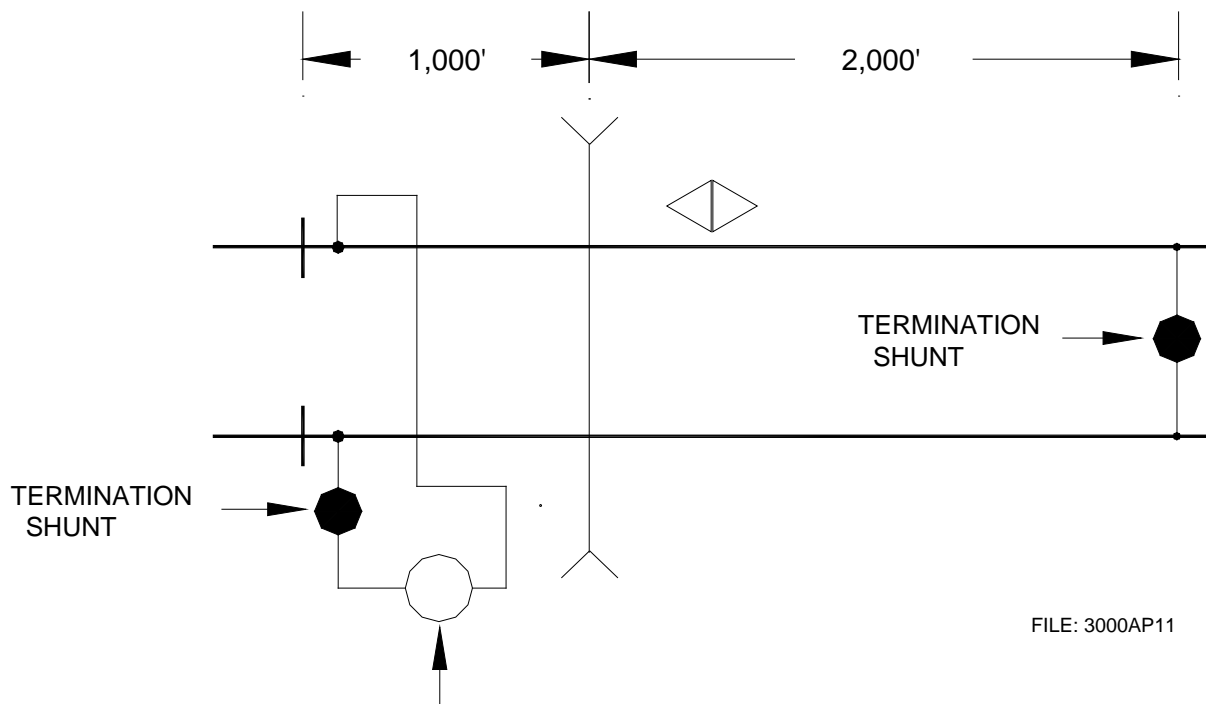 1,000'
2,000'
TERMINATION
SHUNT
TERMINATION
SHUNT
FILE: 3000AP11